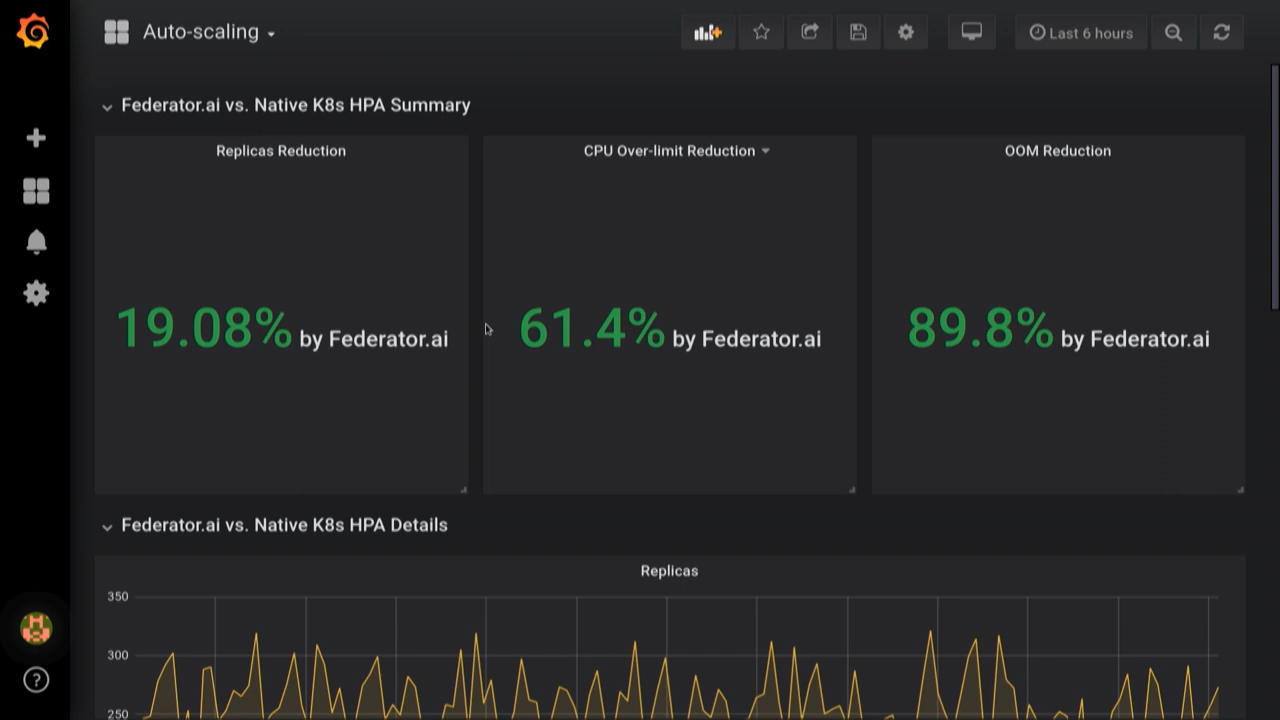 Auto-scaling
Last 6 hours
Federator.ai vs. Native K8s HPA Summary
Replicas Reduction
CPU Over-limit Reduction
OOM Reduction
19.08% by Federator.ai
61.4% by Federator.ai
89.8% by Federator.ai
Federator.ai vs. Native K8s HPA Details
Replicas
350
300
250